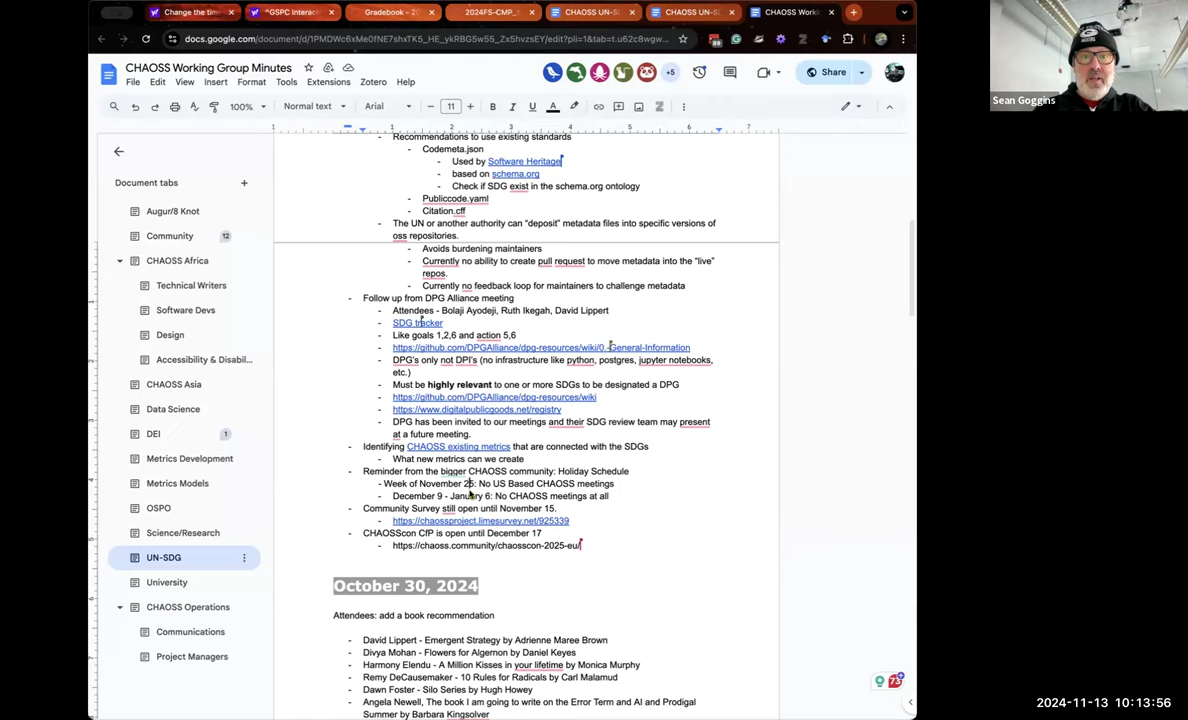 Change the time
^GSPC Interac
Gradebook - 20
2024FS-CMP_
CHAOSS UN-SD
CHAOSS UN-SD
CHAOSS Workin
docs.google.com/document/d/1PMDWc6xMe0fNE7shxTK5_HE_ykRBG5w55_Zx5hvzsEY/edit?pli=1&tab=t.u62c8wgw...
CHAOSS Working Group Minutes
File Edit View Insert Format Tools Extensions Zotero Help
+5
Share
100% Normal text Arial 11 B I U A
1 1 2 3 4 5 6 7
Document tabs
Augur/8 Knot
Community 12
CHAOSS Africa
Technical Writers
Software Devs
Design
Accessibility & Disabil...
CHAOSS Asia
Data Science
DEI 1
Metrics Development
Metrics Models
OSPO
Science/Research
UN-SDG
University
CHAOSS Operations
Communications
Project Managers
- Recommendations to use existing standards
- Codemeta.json
- Used by Software Heritage
- based on schema.org
- Check if SDG exist in the schema.org ontology
- Publiccode.yaml
- Citation.cff
- The UN or another authority can “deposit” metadata files into specific versions of
oss repositories.
- Avoids burdening maintainers
- Currently no ability to create pull request to move metadata into the “live”
repos.
- Currently no feedback loop for maintainers to challenge metadata
- Follow up from DPG Alliance meeting
- Attendees - Bolaji Ayodeji, Ruth Ikegah, David Lippert
- SDG tracker
- Like goals 1,2,6 and action 5,6
- https://github.com/DPGAlliance/dpg-resources/wiki/0.-General-Information
- DPG's only not DPI's (no infrastructure like python, postgres, jupyter notebooks,
etc.)
- Must be highly relevant to one or more SDGs to be designated a DPG
- https://github.com/DPGAlliance/dpg-resources/wiki
- https://www.digitalpublicgoods.net/registry
- DPG has been invited to our meetings and their SDG review team may present
at a future meeting.
- Identifying CHAOSS existing metrics that are connected with the SDGs
- What new metrics can we create
- Reminder from the bigger CHAOSS community: Holiday Schedule
- Week of November 25: No US Based CHAOSS meetings
- December 9 - January 6: No CHAOSS meetings at all
- Community Survey still open until November 15.
- https://chaossproject.limesurvey.net/925339
- CHAOSScon CfP is open until December 17
- https://chaoss.community/chaosscon-2025-eu/
October 30, 2024
Attendees: add a book recommendation
- David Lippert - Emergent Strategy by Adrienne Maree Brown
- Divya Mohan - Flowers for Algernon by Daniel Keyes
- Harmony Elendu - A Million Kisses in your lifetime by Monica Murphy
- Remy DeCausemaker - 10 Rules for Radicals by Carl Malamud
- Dawn Foster - Silo Series by Hugh Howey
- Angela Newell, The book I am going to write on the Error Term and AI and Prodigal
Summer by Barbara Kingsolver
73
Sean Goggins
2024-11-13 10:13:56